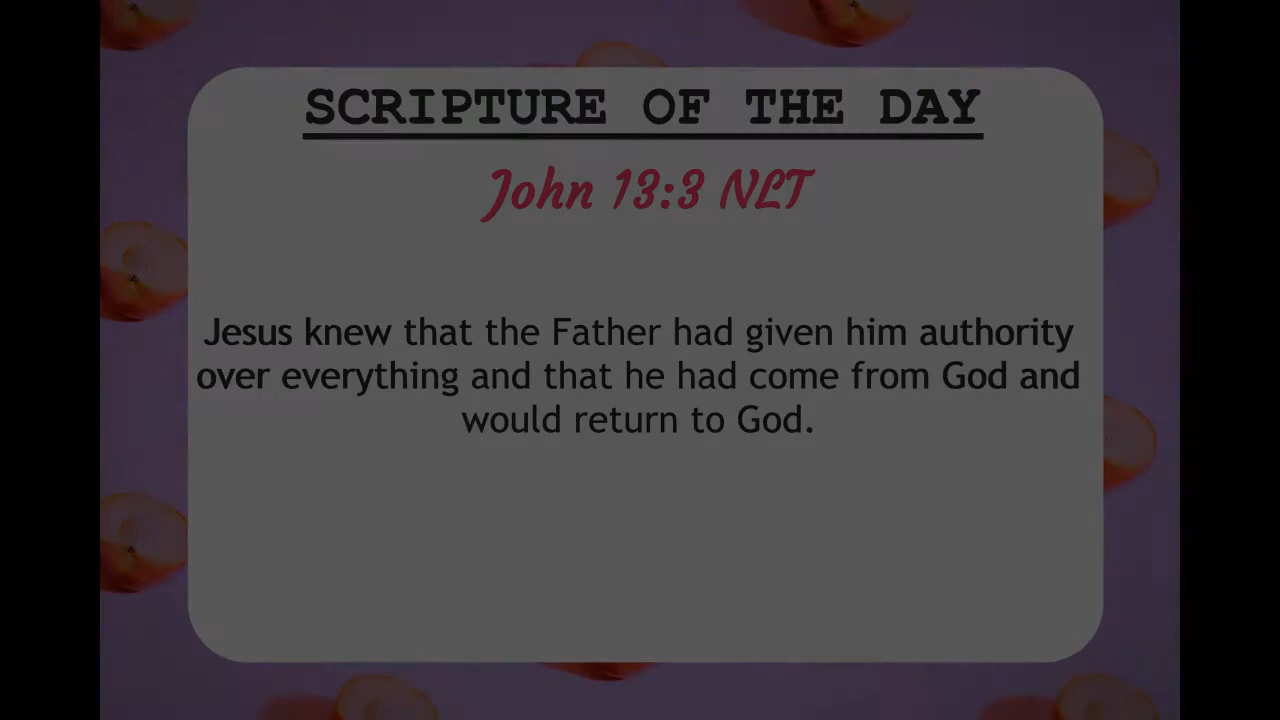 SCRIPTURE OF THE DAY
John 13:3 NLT
Jesus knew that the Father had given him authority
over everything and that he had come from God and
would return to God.